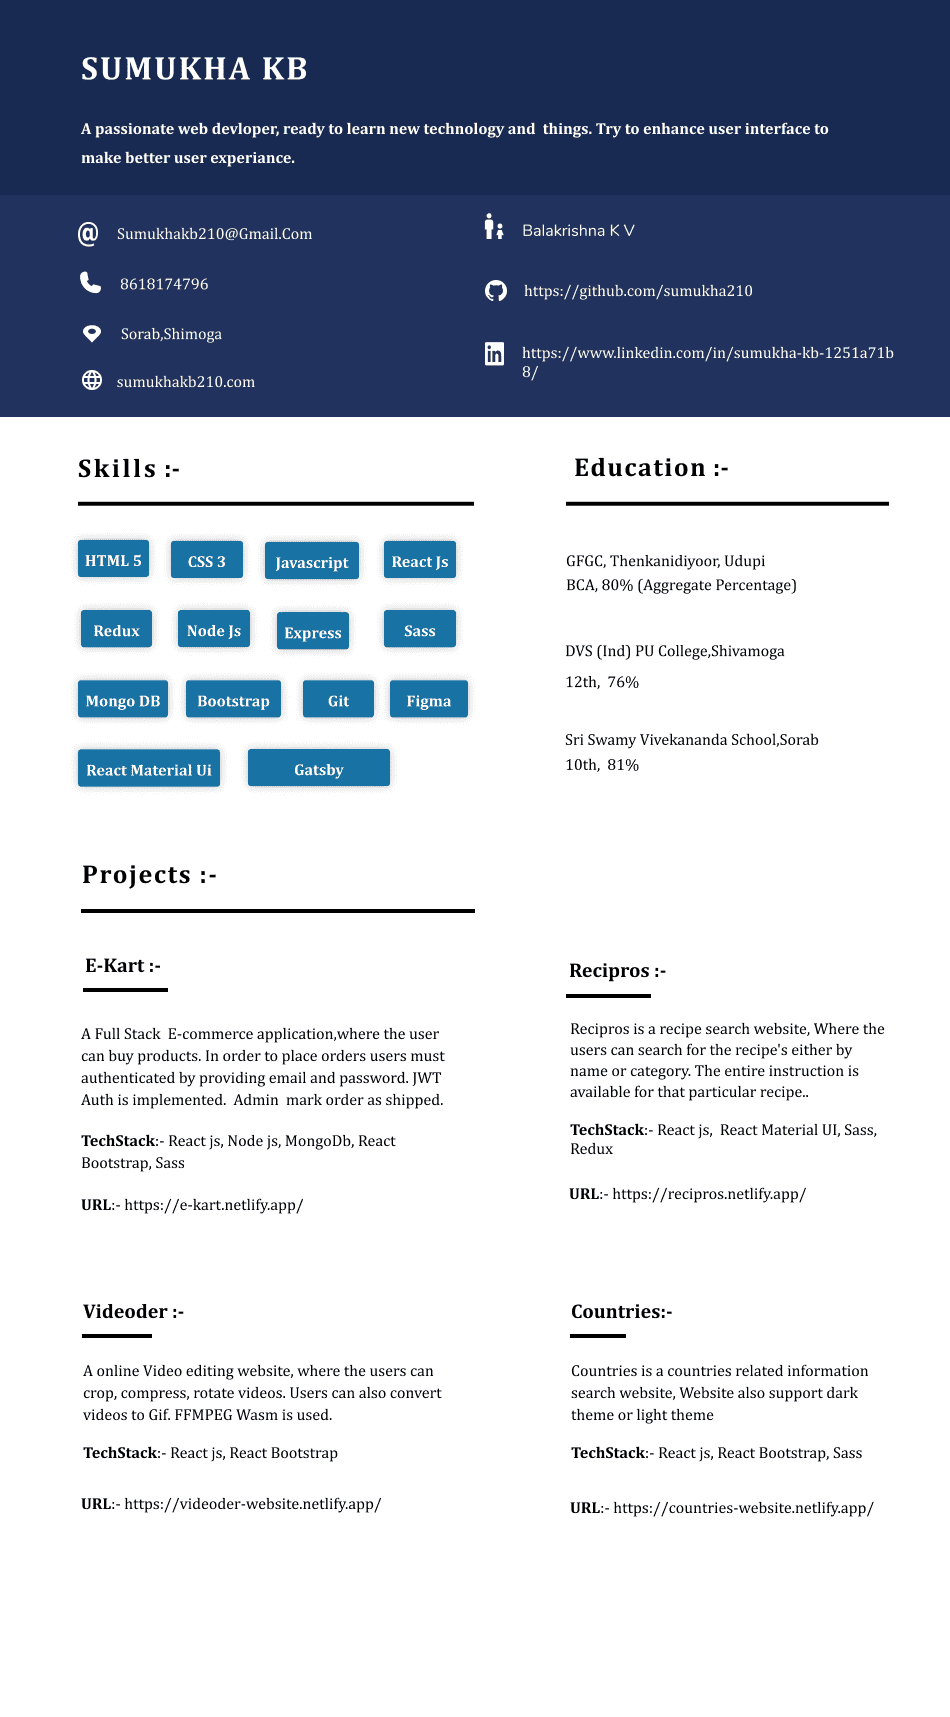 SUMUKHA KB
A passionate web devloper, ready to learn new technology and  things. Try to enhance user interface to
make better user experiance.
Sumukhakb210@Gmail.Com
8618174796
Sorab,Shimoga
sumukhakb210.com
Balakrishna K V
https://github.com/sumukha210
https://www.linkedin.com/in/sumukha-kb-1251a71b
8/
Skills :-
HTML 5
CSS 3
Javascript
React Js
Redux
Node Js
Express
Sass
Mongo DB
Bootstrap
Git
Figma
React Material Ui
Gatsby
Education :-
GFGC, Thenkanidiyoor, Udupi
BCA, 80% (Aggregate Percentage)
DVS (Ind) PU College,Shivamoga
12th,  76%
Sri Swamy Vivekananda School,Sorab
10th,  81%
Projects :-
E-Kart :-
A Full Stack  E-commerce application,where the user
can buy products. In order to place orders users must
authenticated by providing email and password. JWT
Auth is implemented.  Admin  mark order as shipped.
TechStack:- React js, Node js, MongoDb, React
Bootstrap, Sass
URL:- https://e-kart.netlify.app/
Recipros :-
Recipros is a recipe search website, Where the
users can search for the recipe's either by
name or category. The entire instruction is
available for that particular recipe..
TechStack:- React js,  React Material UI, Sass,
Redux
URL:- https://recipros.netlify.app/
Videoder :-
A online Video editing website, where the users can
crop, compress, rotate videos. Users can also convert
videos to Gif. FFMPEG Wasm is used.
TechStack:- React js, React Bootstrap
URL:- https://videoder-website.netlify.app/
Countries:-
Countries is a countries related information
search website, Website also support dark
theme or light theme
TechStack:- React js, React Bootstrap, Sass
URL:- https://countries-website.netlify.app/